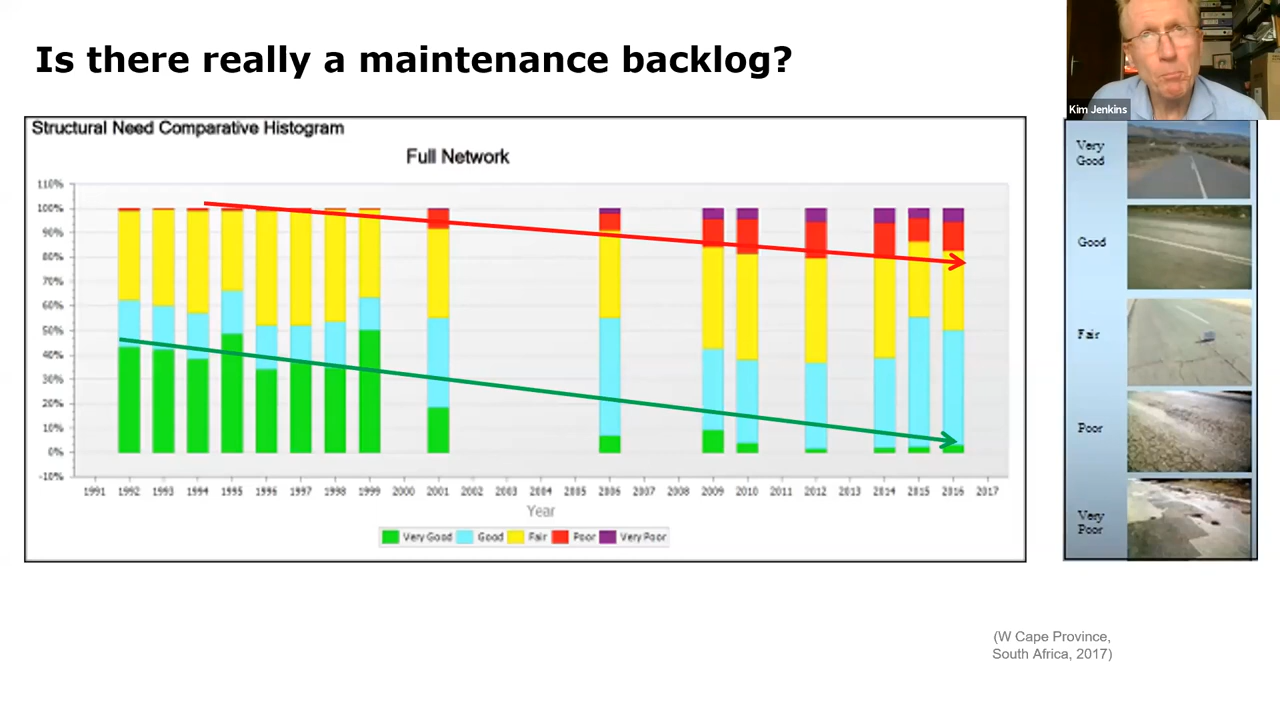 Is there really a maintenance backlog?
Kim Jenkins
Structural Need Comparative Histogram
Full Network
110%
100%
90%
80%
70%
60%
50%
40%
30%
20%
10%
0%
-10%
1991 1992 1993 1994 1995 1996 1997 1998 1999 2000 2001 2002 2003 2004 2005 2006 2007 2008 2009 2010 2011 2012 2013 2014 2015 2016 2017
Year
Very Good Good Fair Poor Very Poor
Very
Good
Good
Fair
Poor
Very
Poor
(W Cape Province,
South Africa, 2017)